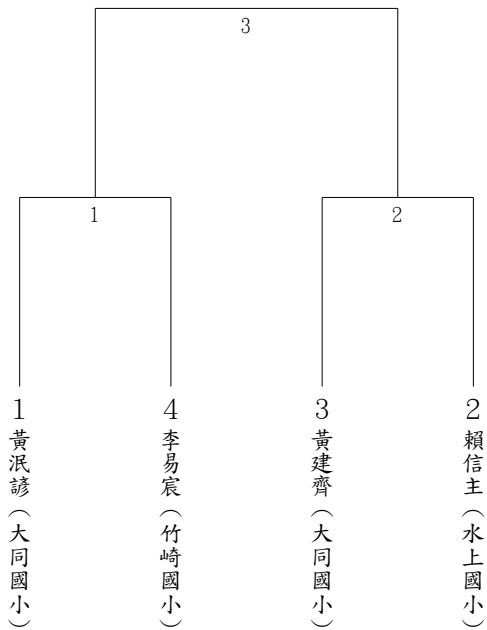 3
1
2
1 黃泯諺(大同國小)
4 李易宸(竹崎國小)
3 黃建齊(大同國小)
2 賴信主(水上國小)